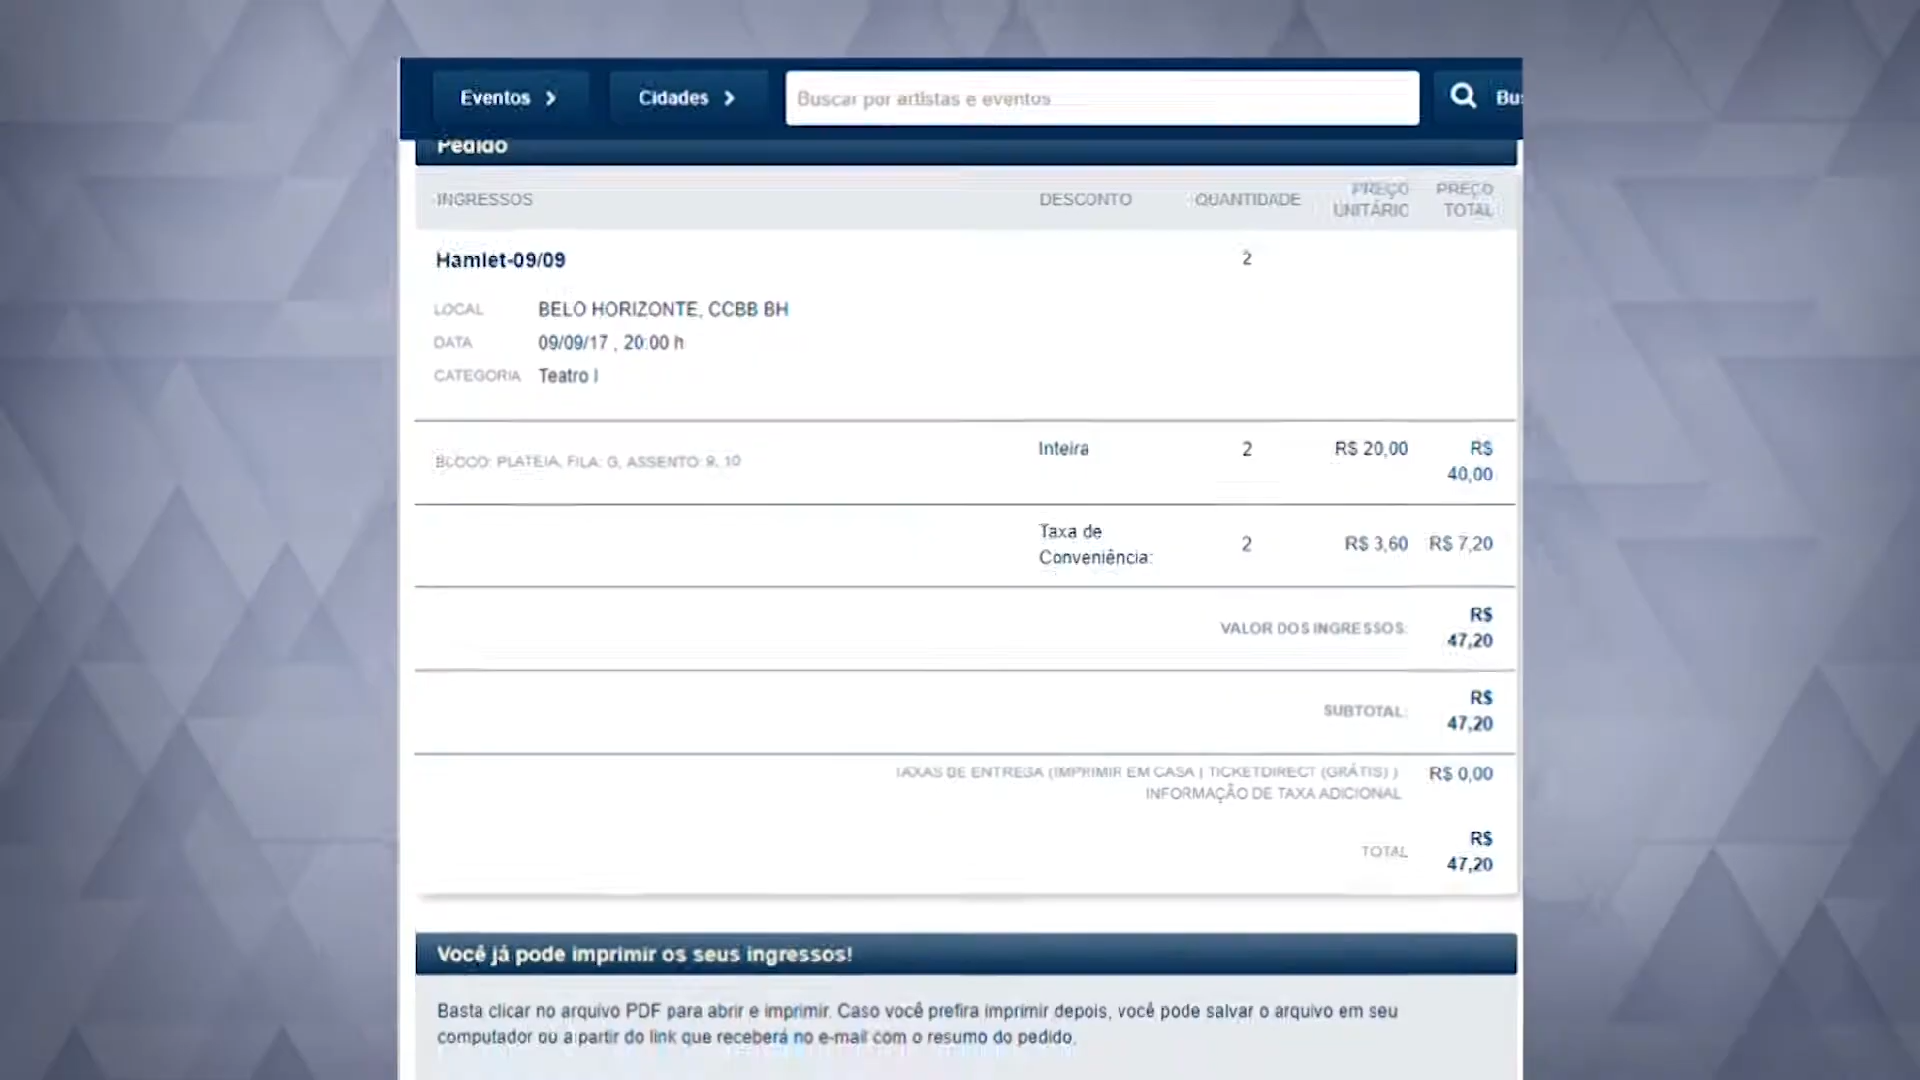 Eventos
Cidades
Buscar por artistas e eventos
Pedido
INGRESSOS
DESCONTO
QUANTIDADE
PREÇO
UNITÁRIO
PREÇO
TOTAL
Hamlet-09/09
2
LOCAL BELO HORIZONTE, CCBB BH
DATA 09/09/17 , 20:00 h
CATEGORIA Teatro I
BLOCO: PLATEIA, FILA: G, ASSENTO: 9, 10
Inteira
2
R$ 20,00
R$
40,00
Taxa de
Conveniência:
2
R$ 3,60
R$ 7,20
VALOR DOS INGRESSOS:
R$
47,20
SUBTOTAL:
R$
47,20
TAXAS DE ENTREGA (IMPRIMIR EM CASA | TICKETDIRECT (GRÁTIS) )
INFORMAÇÃO DE TAXA ADICIONAL
R$ 0,00
TOTAL
R$
47,20
Você já pode imprimir os seus ingressos!
Basta clicar no arquivo PDF para abrir e imprimir. Caso você prefira imprimir depois, você pode salvar o arquivo em seu
computador ou a partir do link que receberá no e-mail com o resumo do pedido.